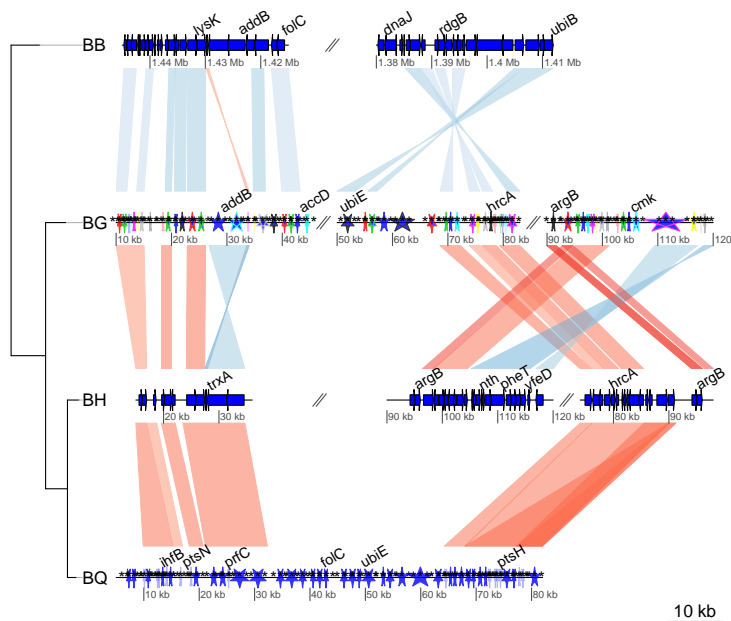 lysK addB folC dnaJ rdgB ubiB
BB //
1.44 Mb 1.43 Mb 1.42 Mb 1.38 Mb 1.39 Mb 1.4 Mb 1.41 Mb
addB accD ubiE hrcA argB cmk
BG // //
10 kb 20 kb 30 kb 40 kb 50 kb 60 kb 70 kb 80 kb 90 kb 100 kb 110 kb 120
trxA argB nth pheT yfeD hrcA argB
BH // //
20 kb 30 kb 90 kb 100 kb 110 kb 120 kb 80 kb 90 kb
ihfB ptsN prfC folC ubiE ptsH
BQ
10 kb 20 kb 30 kb 40 kb 50 kb 60 kb 70 kb 80 kb
10 kb